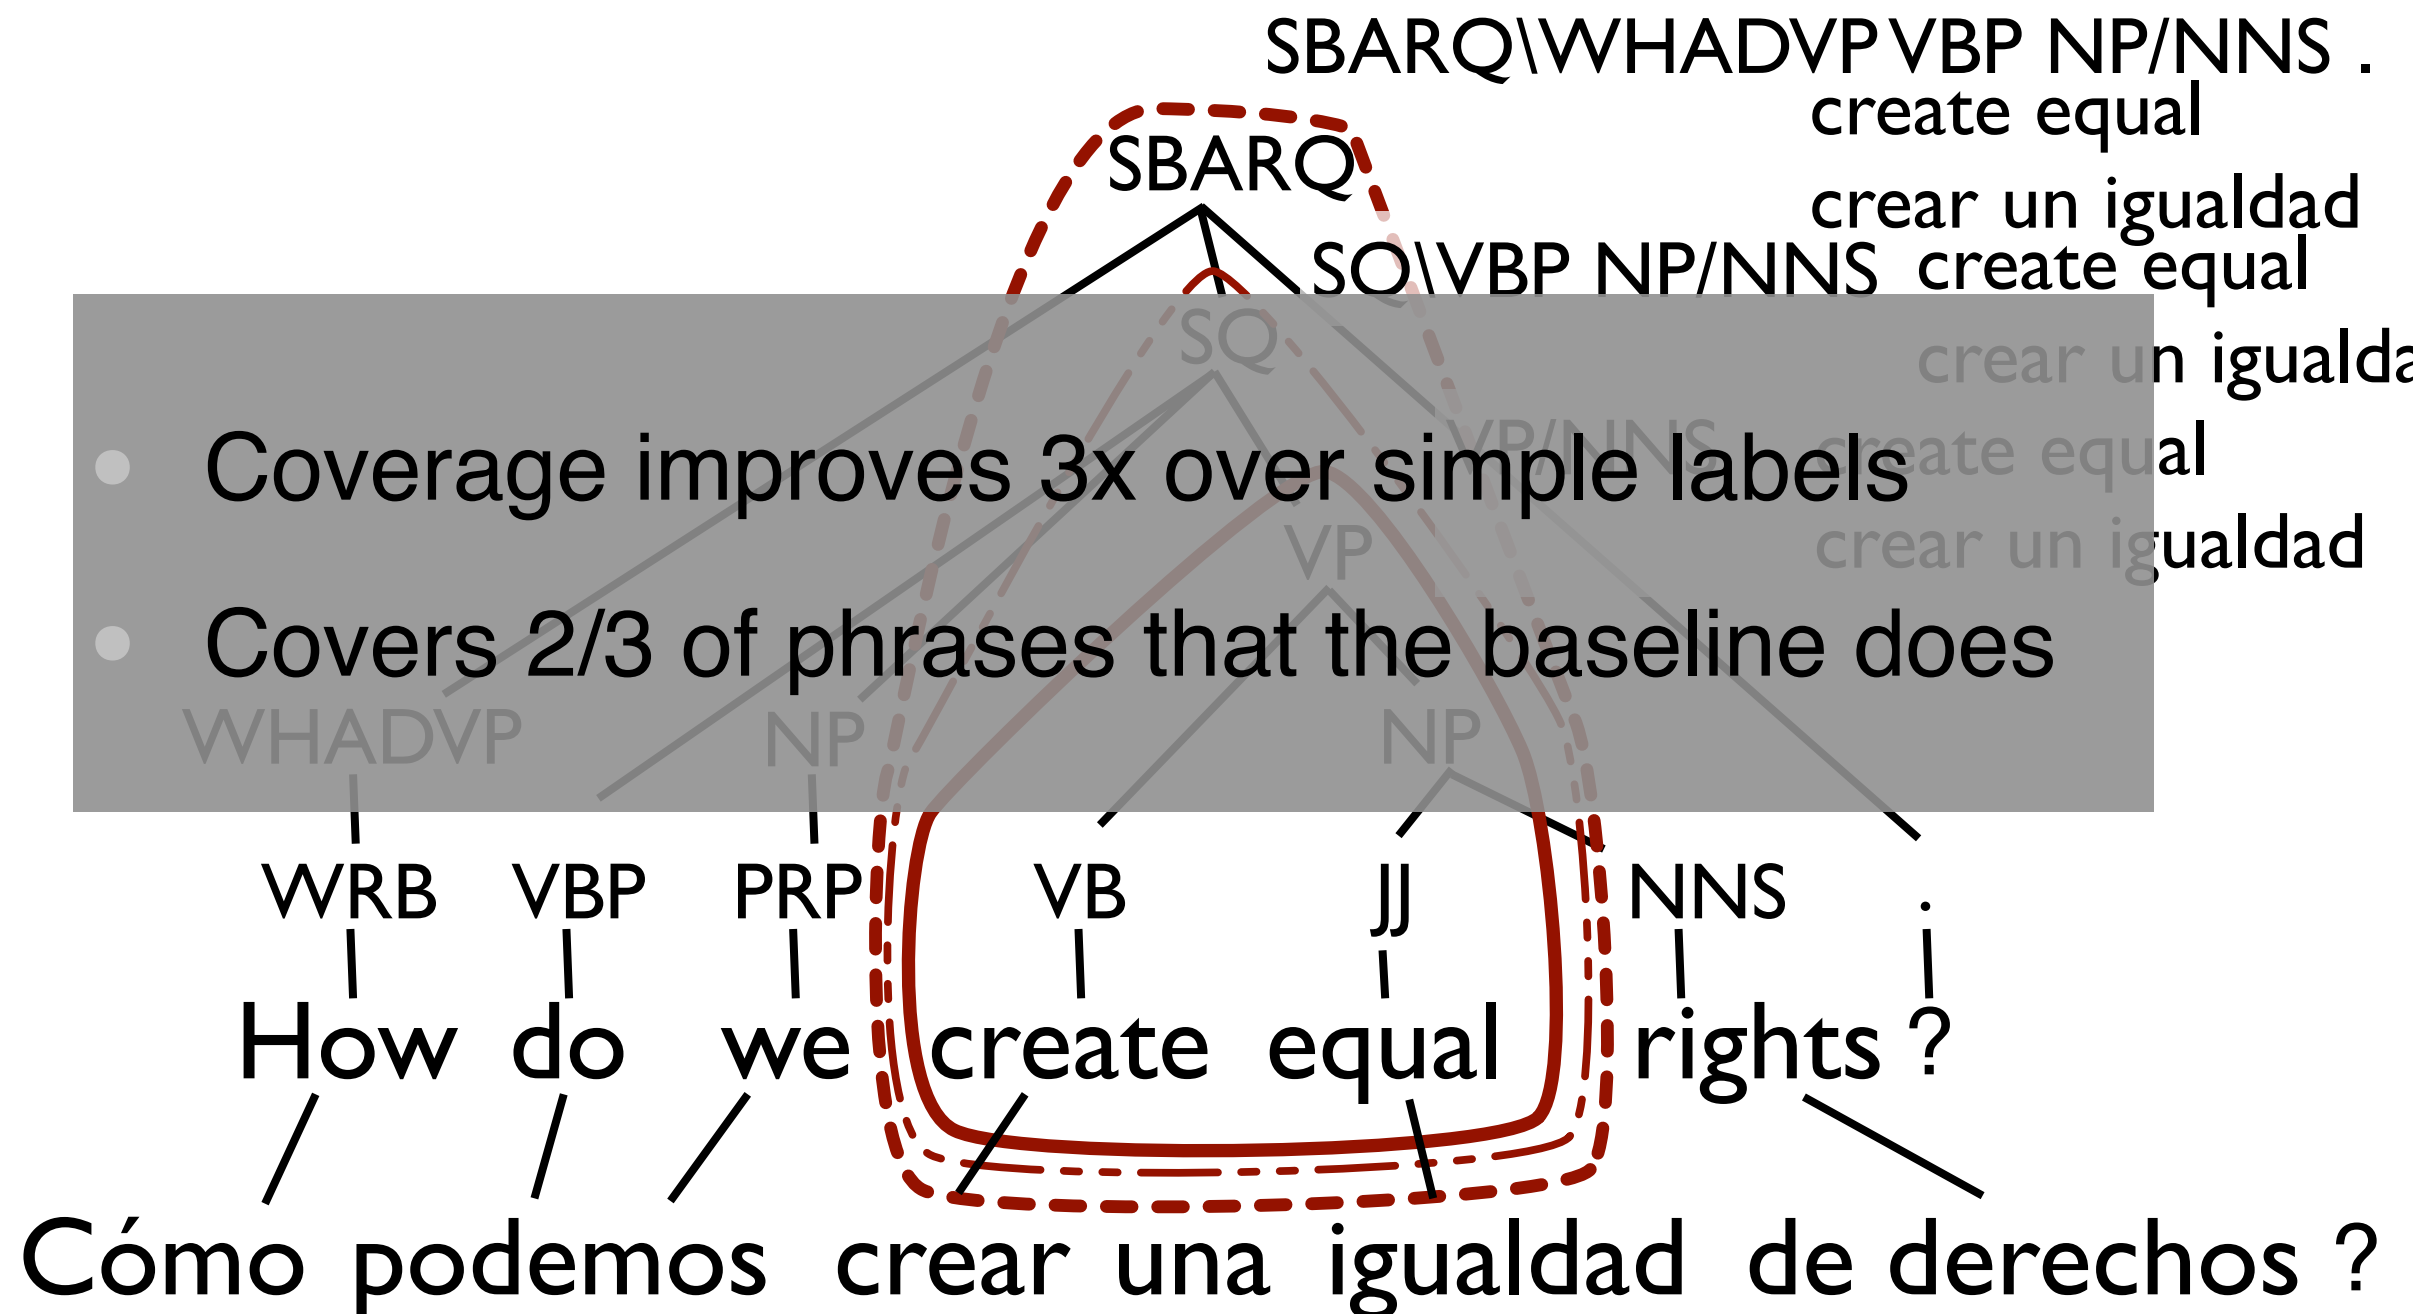 SBARQ\WHADVP VBP NP/NNS .
create equal
SBARQ
crear un igualdad
SQ\VBP NP/NNS create equal
SQ
crear un igualda
VP/NNS create equal
Coverage improves 3x over simple labels
VP
crear un igualdad
Covers 2/3 of phrases that the baseline does
WHADVP NP NP
WRB VBP PRP VB JJ NNS .
How do we create equal rights ?
Cómo podemos crear una igualdad de derechos ?